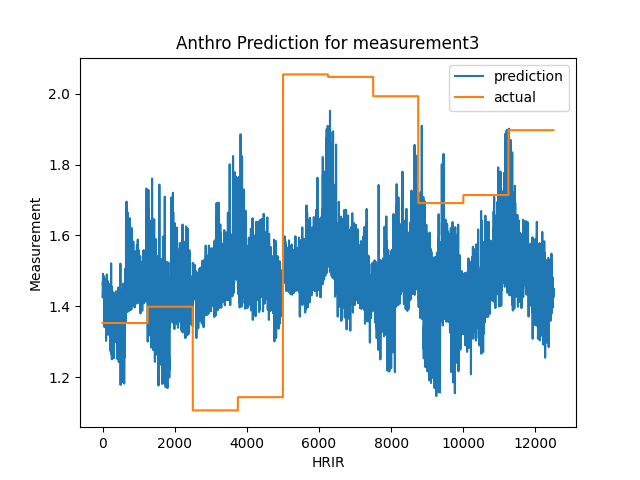 Anthro Prediction for measurement3
prediction
actual
Measurement
2.0
1.8
1.6
1.4
1.2
0 2000 4000 6000 8000 10000 12000
HRIR